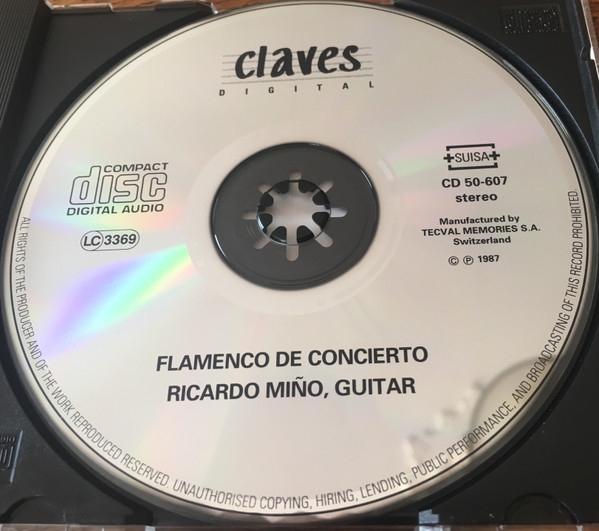 claves
DIGITAL
COMPACT
disc
DIGITAL AUDIO
LC 3369
SUISA
CD 50-607
stereo
Manufactured by
TECVAL MEMORIES S.A.
Switzerland
© ℗ 1987
FLAMENCO DE CONCIERTO
RICARDO MIÑO, GUITAR
ALL RIGHTS OF THE PRODUCER AND OF THE WORK REPRODUCED RESERVED. UNAUTHORISED COPYING, HIRING, LENDING, PUBLIC PERFORMANCE, AND BROADCASTING OF THIS RECORD PROHIBITED.